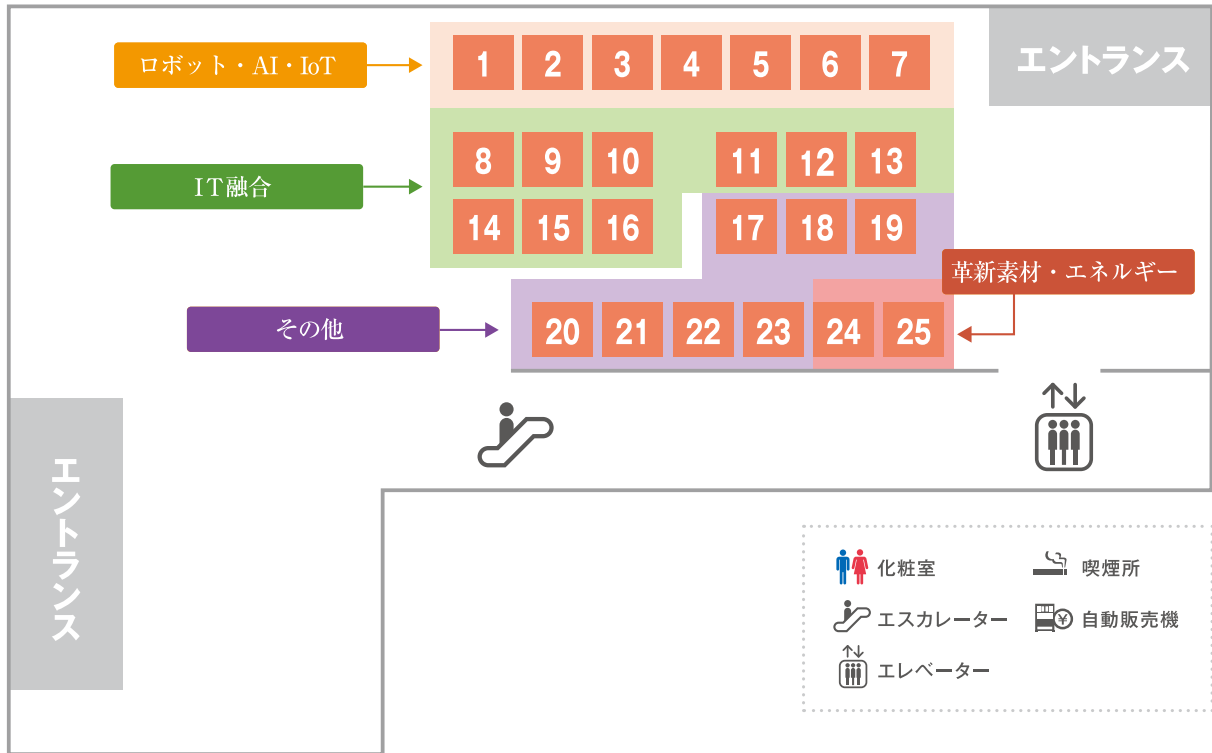 ロボット・AI・IoT
1 2 3 4 5 6 7
エントランス
IT融合
8 9 10 11 12 13
14 15 16 17 18 19
革新素材・エネルギー
その他
20 21 22 23 24 25
エントランス
化粧室
喫煙所
エスカレーター
¥
自動販売機
エレベーター